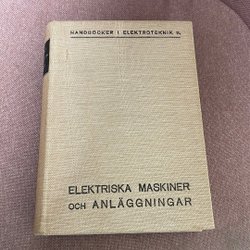 HANDBÖCKER I ELEKTROTEKNIK
ELEKTRISKA MASKINER
OCH ANLÄGGNINGAR